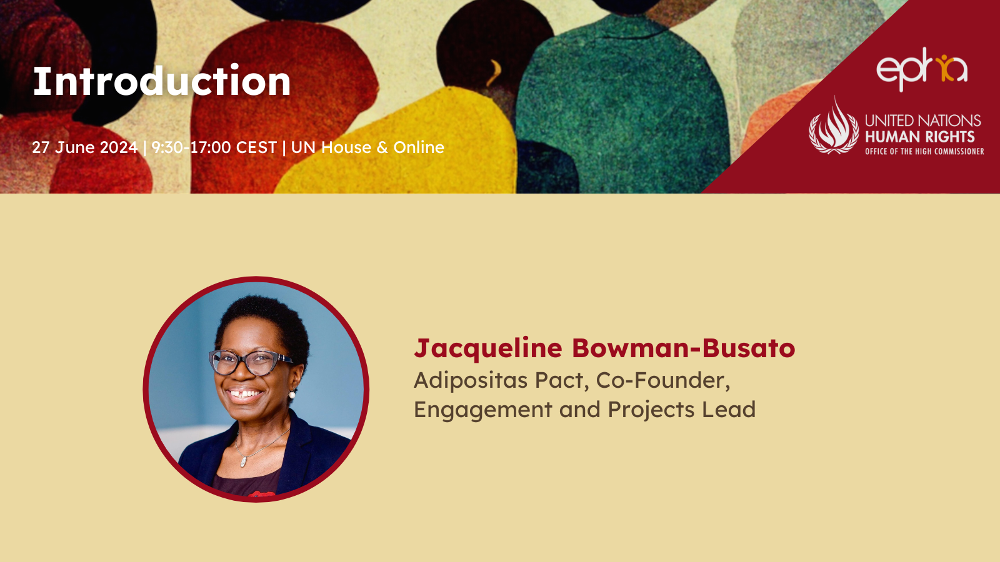 Introduction
27 June 2024 | 9:30-17:00 CEST | UN House & Online
epha
UNITED NATIONS
HUMAN RIGHTS
OFFICE OF THE HIGH COMMISSIONER
Jacqueline Bowman-Busato
Adipositas Pact, Co-Founder,
Engagement and Projects Lead